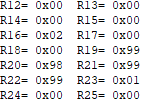 R12= 0x00 R13= 0x00
R14= 0x00 R15= 0x00
R16= 0x02 R17= 0x00
R18= 0x00 R19= 0x99
R20= 0x98 R21= 0x99
R22= 0x99 R23= 0x01
R24= 0x00 R25= 0x00